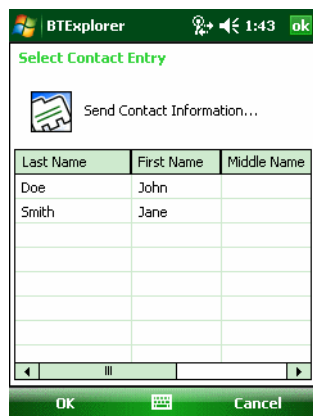 BTExplorer 1:43 ok
Select Contact Entry
Send Contact Information...
Last Name First Name Middle Name
Doe John
Smith Jane
OK Cancel